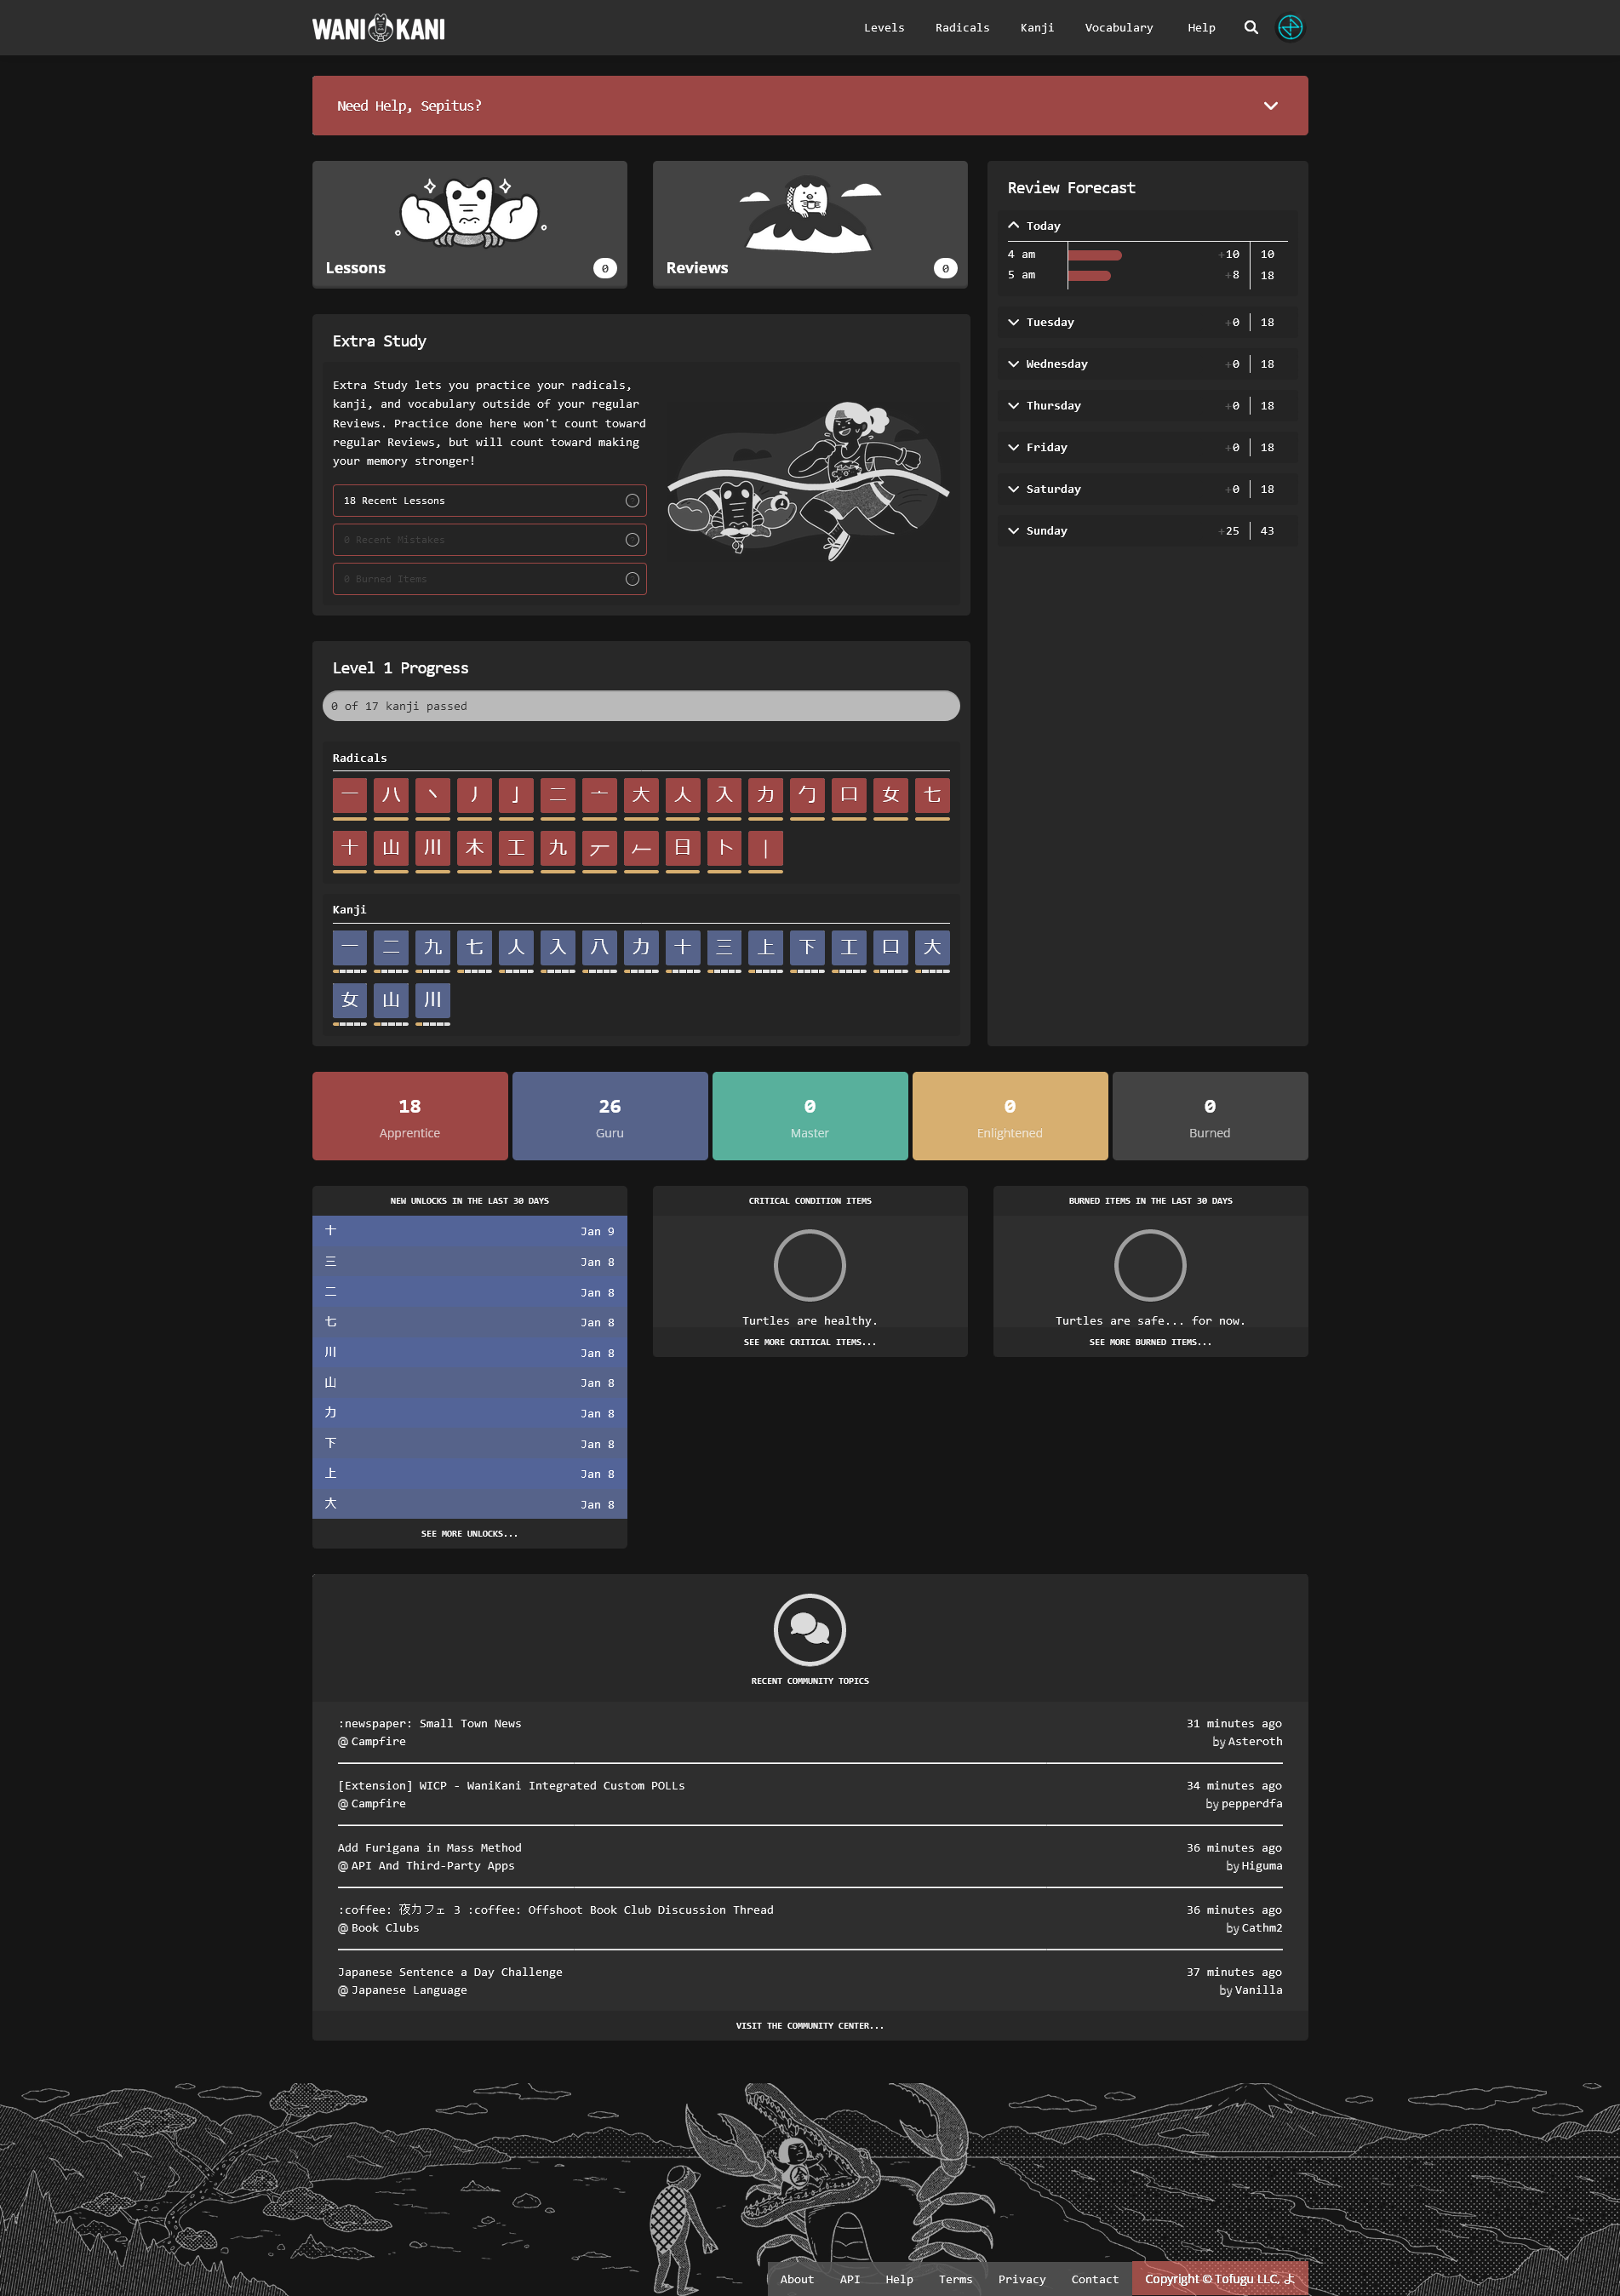 WANI KANI
Levels Radicals Kanji Vocabulary Help
Need Help, Sepitus?
Lessons 0
Reviews 0
Extra Study
Extra Study lets you practice your radicals,
kanji, and vocabulary outside of your regular
Reviews. Practice done here won't count toward
regular Reviews, but will count toward making
your memory stronger!
18 Recent Lessons
0 Recent Mistakes
0 Burned Items
Review Forecast
Today
4 am +10 10
5 am +8 18
Tuesday +0 18
Wednesday +0 18
Thursday +0 18
Friday +0 18
Saturday +0 18
Sunday +25 43
Level 1 Progress
0 of 17 kanji passed
Radicals
一 八 丶 丿 亅 二 亠 大 人 入 力 勹 口 女 七
十 山 川 木 工 九 丆 𠂉 日 卜 |
Kanji
一 二 九 七 人 入 八 力 十 三 上 下 工 口 大
女 山 川
18 26 0 0 0
Apprentice Guru Master Enlightened Burned
NEW UNLOCKS IN THE LAST 30 DAYS
十 Jan 9
三 Jan 8
二 Jan 8
七 Jan 8
川 Jan 8
山 Jan 8
力 Jan 8
下 Jan 8
上 Jan 8
大 Jan 8
SEE MORE UNLOCKS...
CRITICAL CONDITION ITEMS
Turtles are healthy.
SEE MORE CRITICAL ITEMS...
BURNED ITEMS IN THE LAST 30 DAYS
Turtles are safe... for now.
SEE MORE BURNED ITEMS...
RECENT COMMUNITY TOPICS
:newspaper: Small Town News 31 minutes ago
@ Campfire by Asteroth
[Extension] WICP - WaniKani Integrated Custom POLLs 34 minutes ago
@ Campfire by pepperdfa
Add Furigana in Mass Method 36 minutes ago
@ API And Third-Party Apps by Higuma
:coffee: 夜カフェ 3 :coffee: Offshoot Book Club Discussion Thread 36 minutes ago
@ Book Clubs by Cathm2
Japanese Sentence a Day Challenge 37 minutes ago
@ Japanese Language by Vanilla
VISIT THE COMMUNITY CENTER...
About API Help Terms Privacy Contact Copyright © Tofugu LLC, よ